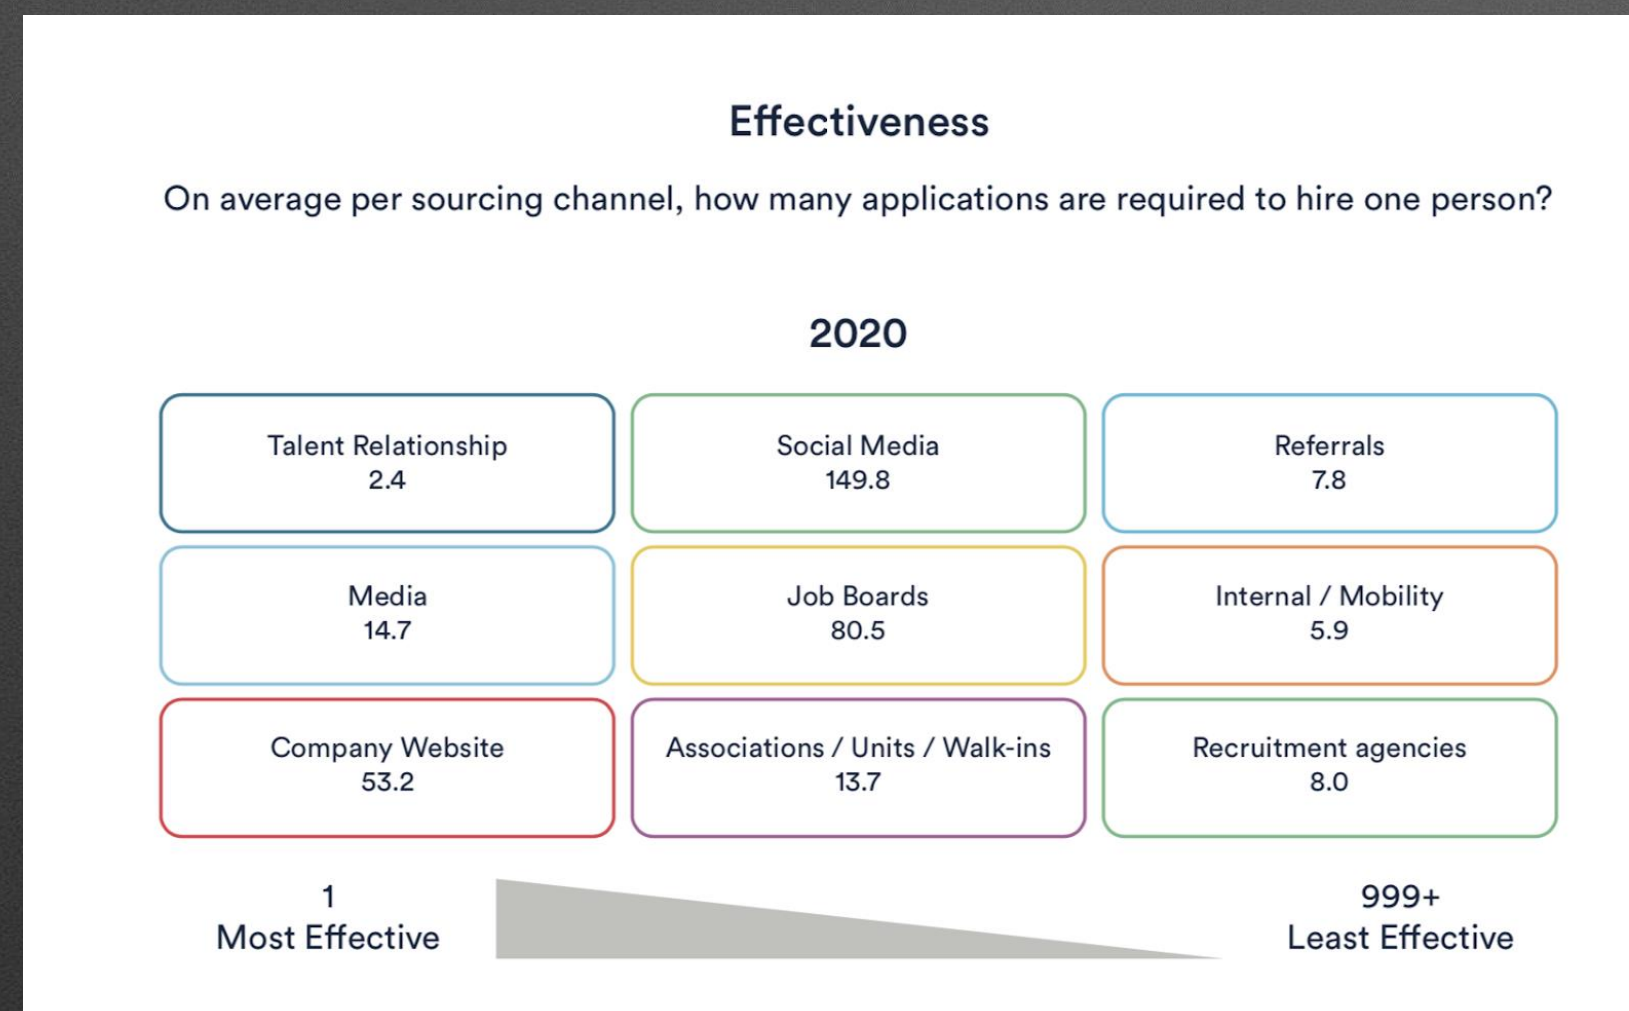 Effectiveness
On average per sourcing channel, how many applications are required to hire one person?
2020
Talent Relationship
2.4
Social Media
149.8
Referrals
7.8
Media
14.7
Job Boards
80.5
Internal / Mobility
5.9
Company Website
53.2
Associations / Units / Walk-ins
13.7
Recruitment agencies
8.0
1
Most Effective
999+
Least Effective